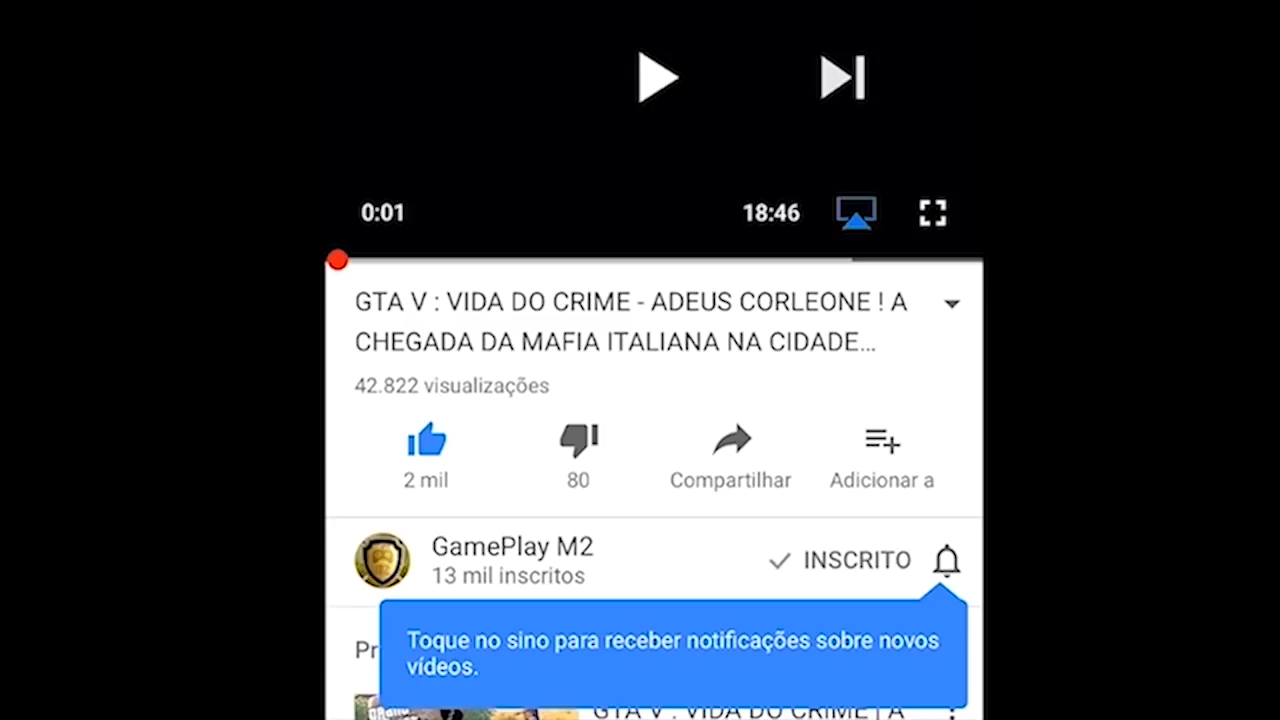 0:01
18:46
GTA V : VIDA DO CRIME - ADEUS CORLEONE ! A
CHEGADA DA MAFIA ITALIANA NA CIDADE...
42.822 visualizações
2 mil
80
Compartilhar
Adicionar a
GamePlay M2
13 mil inscritos
INSCRITO
Toque no sino para receber notificações sobre novos
vídeos.
Pr
GTA V : VIDA DO CRIME | A